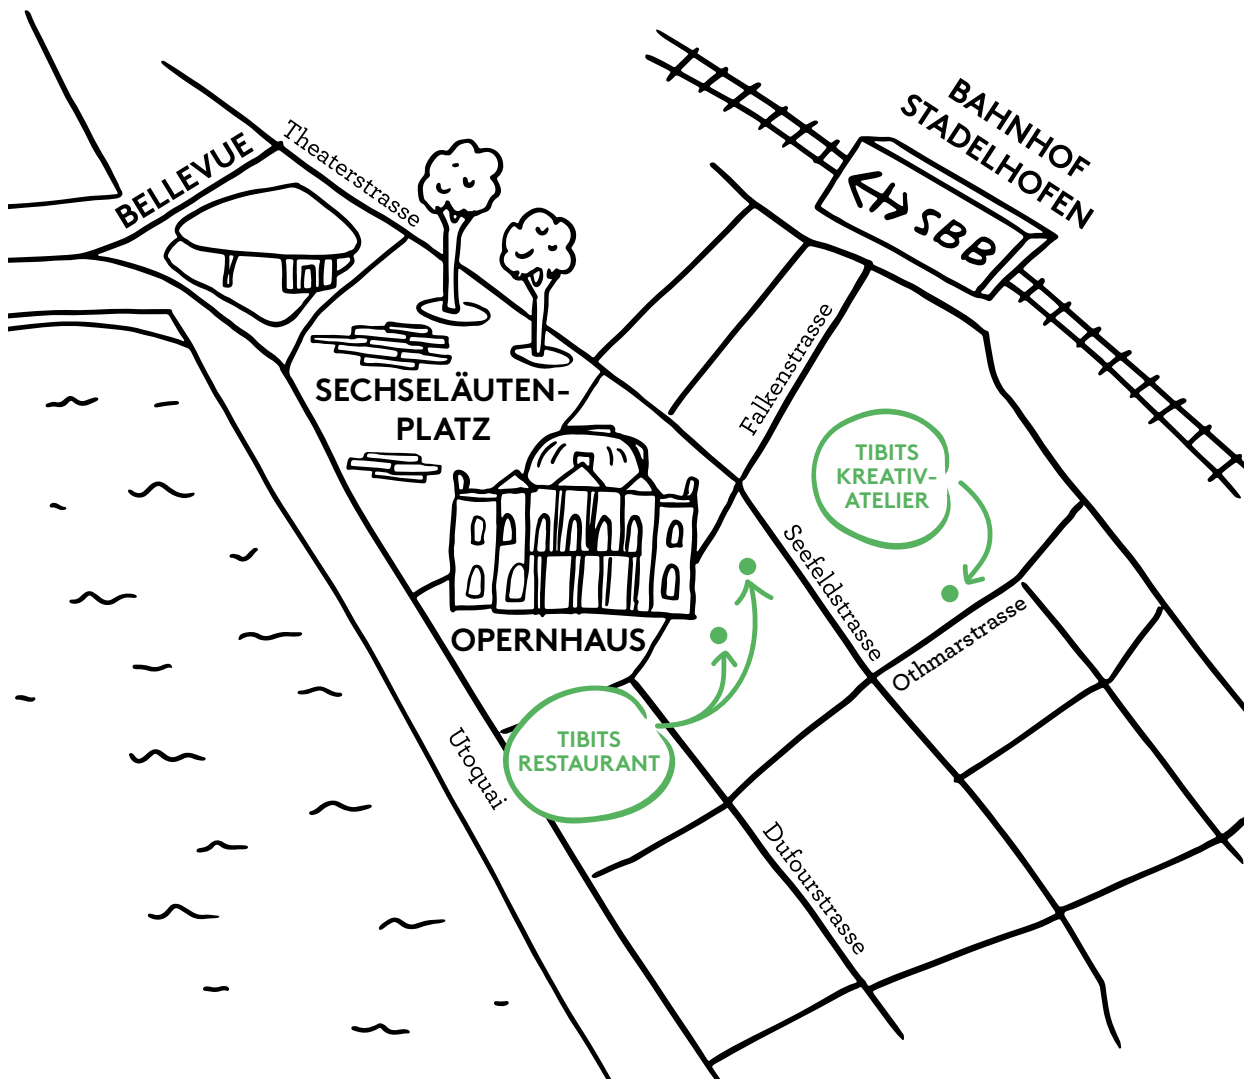 BAHNHOF
STADELHOFEN
SBB
BELLEVUE
Theaterstrasse
SECHSELÄUTEN-
PLATZ
Falkenstrasse
TIBITS
KREATIV-
ATELIER
Seefeldstrasse
OPERNHAUS
Othmarstrasse
TIBITS
RESTAURANT
Utoquai
Dufourstrasse